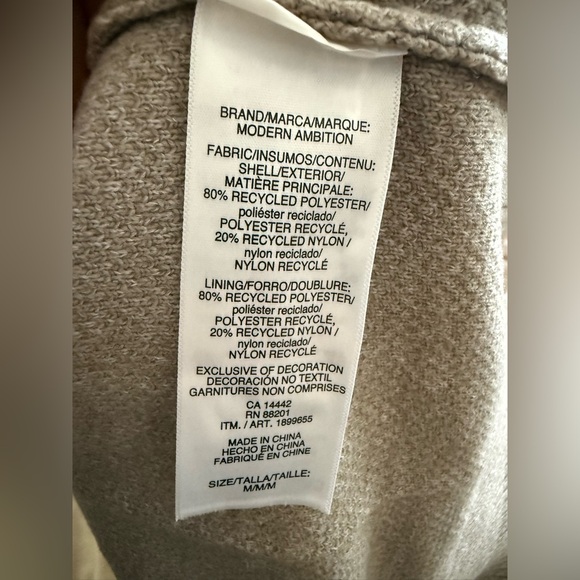 BRAND/MARCA/MARQUE:
MODERN AMBITION
FABRIC/INSUMOS/CONTENU:
SHELL/EXTERIOR/
MATIÈRE PRINCIPALE:
80% RECYCLED POLYESTER/
poliéster reciclado/
POLYESTER RECYCLÉ,
20% RECYCLED NYLON /
nylon reciclado/
NYLON RECYCLÉ
LINING/FORRO/DOUBLURE:
80% RECYCLED POLYESTER/
poliéster reciclado/
POLYESTER RECYCLÉ,
20% RECYCLED NYLON /
nylon reciclado/
NYLON RECYCLÉ
EXCLUSIVE OF DECORATION
DECORACIÓN NO TEXTIL
GARNITURES NON COMPRISES
CA 14442
RN 88201
ITM. / ART. 1899655
MADE IN CHINA
HECHO EN CHINA
FABRIQUÉ EN CHINE
SIZE/TALLA/TAILLE:
M/M/M